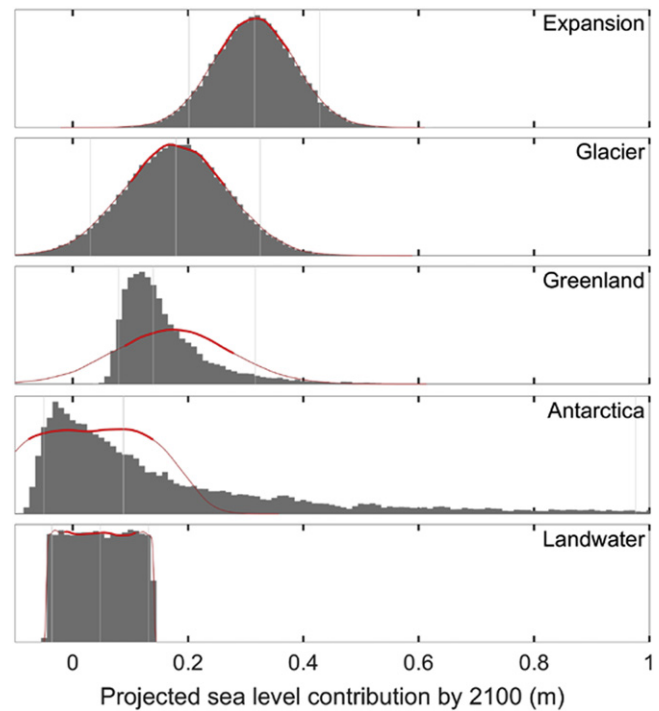 Expansion
Glacier
Greenland
Antarctica
Landwater
0 0.2 0.4 0.6 0.8 1
Projected sea level contribution by 2100 (m)